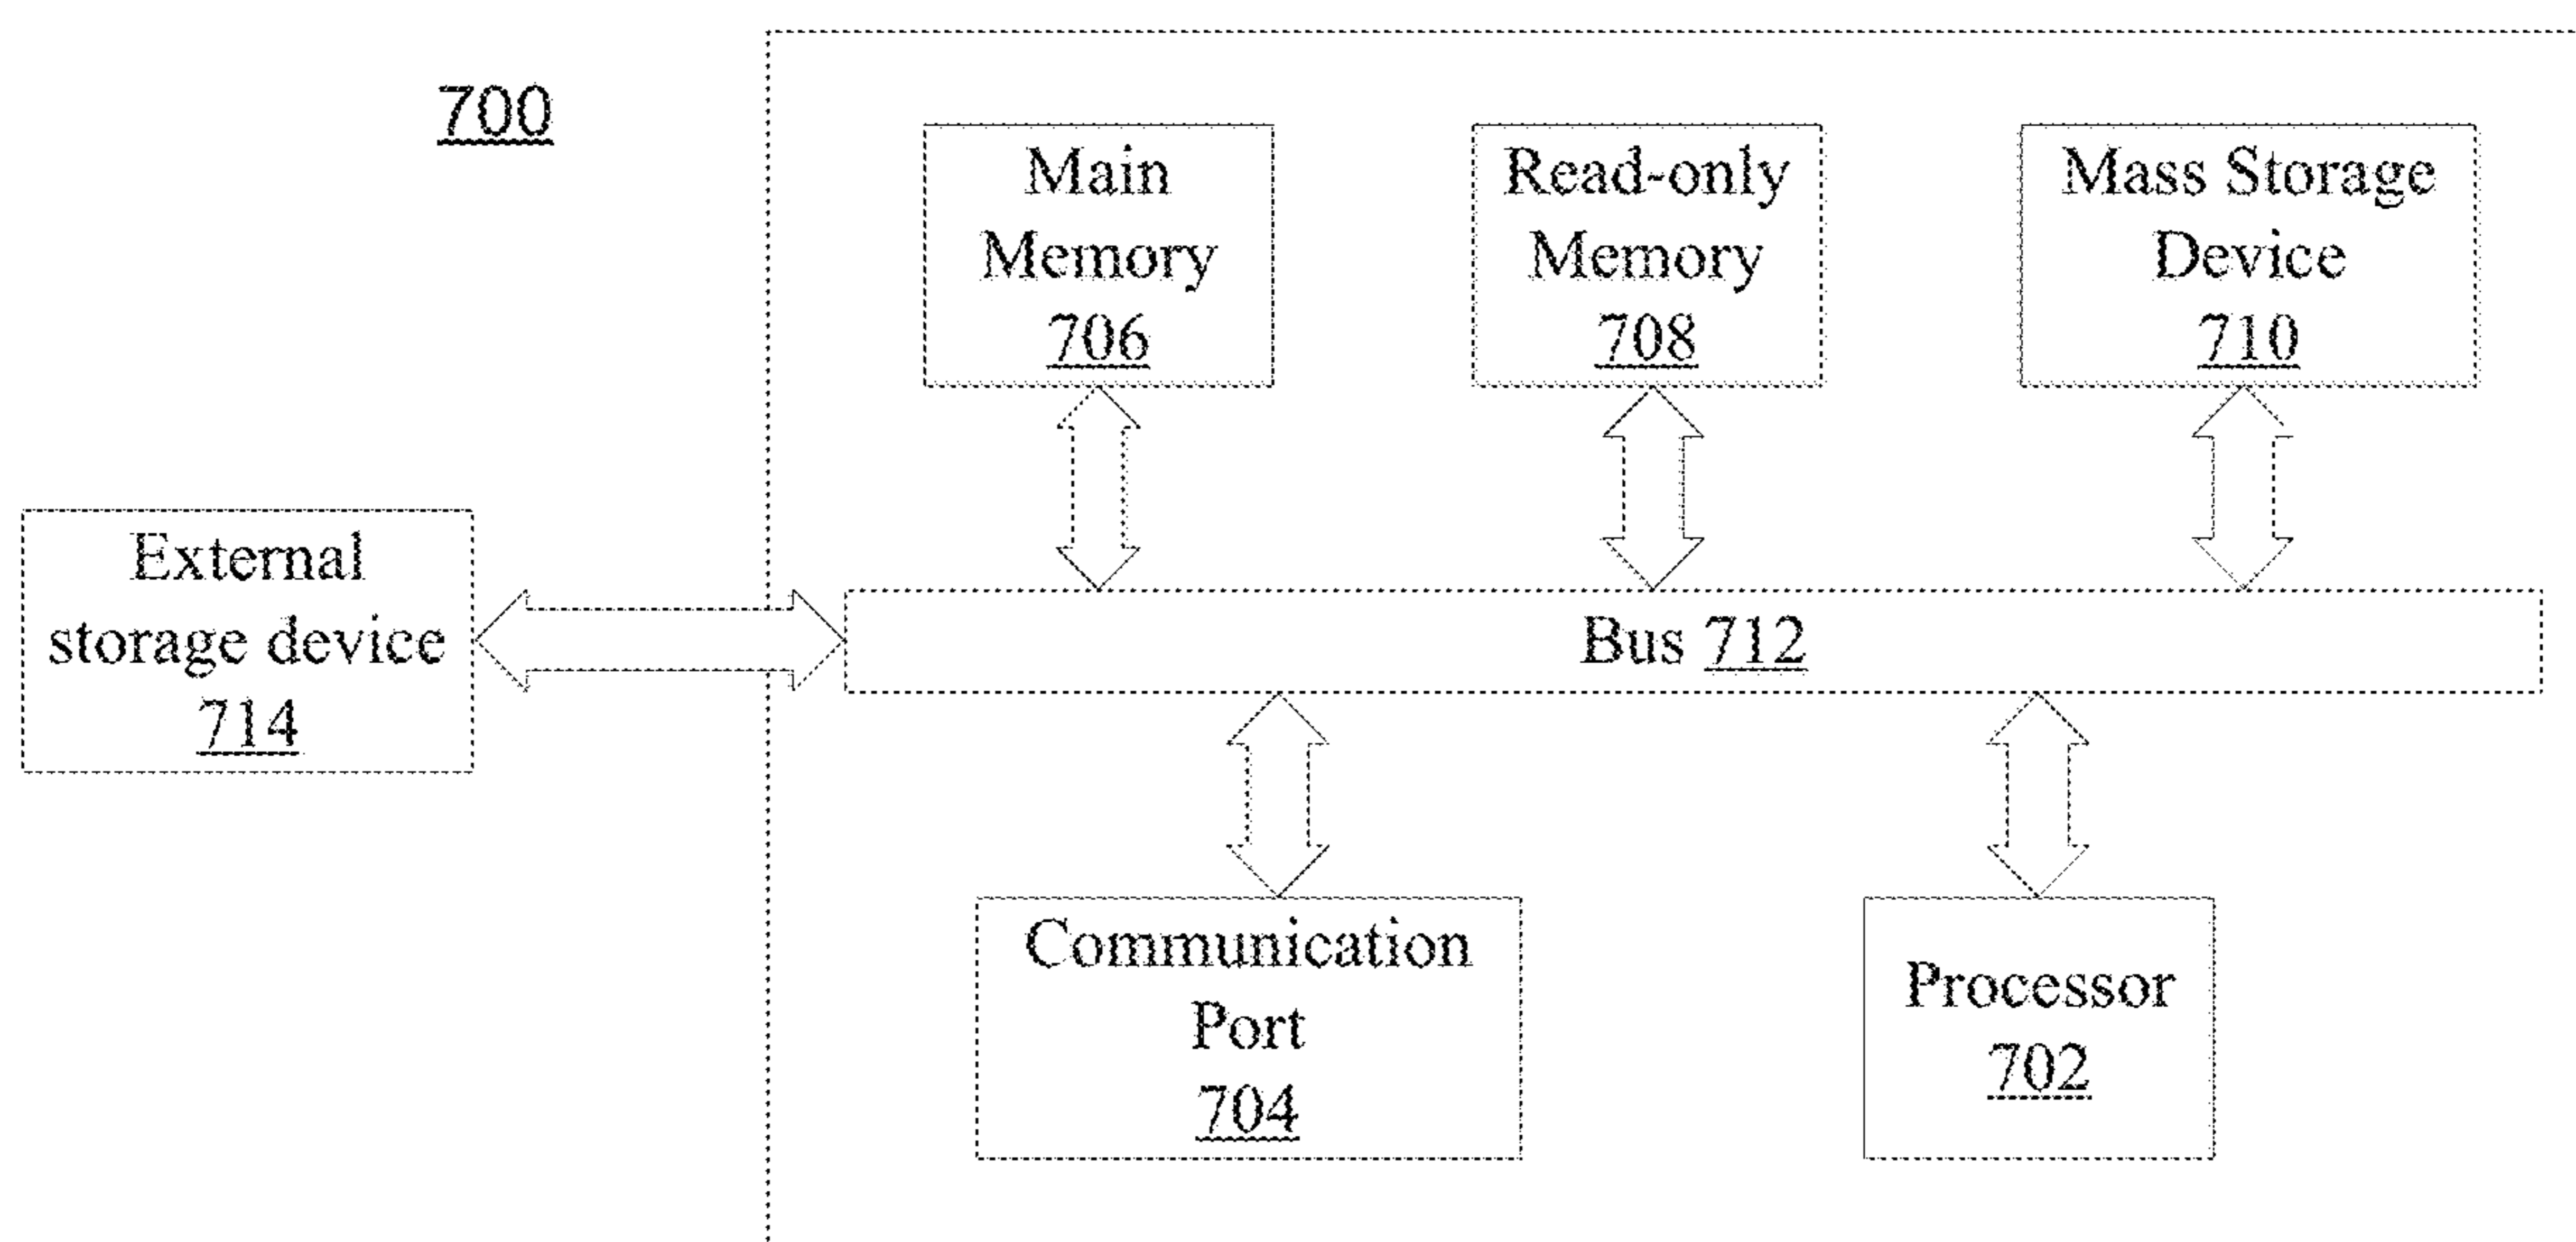 700
Main
Memory
706
Read-only
Memory
708
Mass Storage
Device
710
External
storage device
714
Bus 712
Communication
Port
704
Processor
702